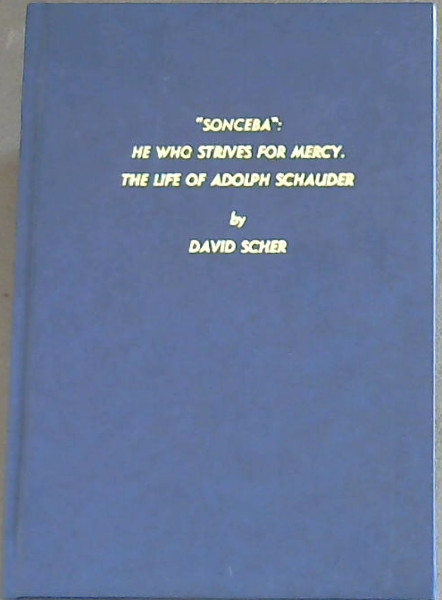 "SONCEBA":
HE WHO STRIVES FOR MERCY.
THE LIFE OF ADOLPH SCHAUDER
by
DAVID SCHER